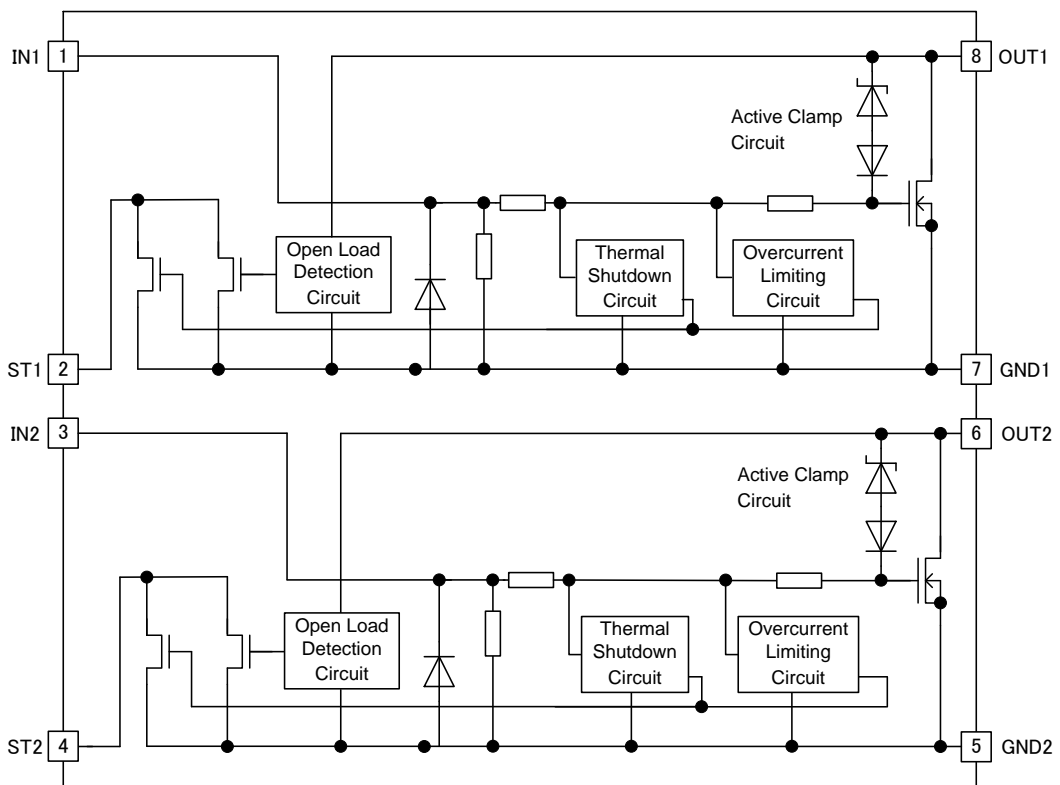 IN1
1
8
OUT1
Active Clamp
Circuit
Open Load
Detection
Circuit
Thermal
Shutdown
Circuit
Overcurrent
Limiting
Circuit
ST1
2
7
GND1
IN2
3
6
OUT2
Active Clamp
Circuit
Open Load
Detection
Circuit
Thermal
Shutdown
Circuit
Overcurrent
Limiting
Circuit
ST2
4
5
GND2